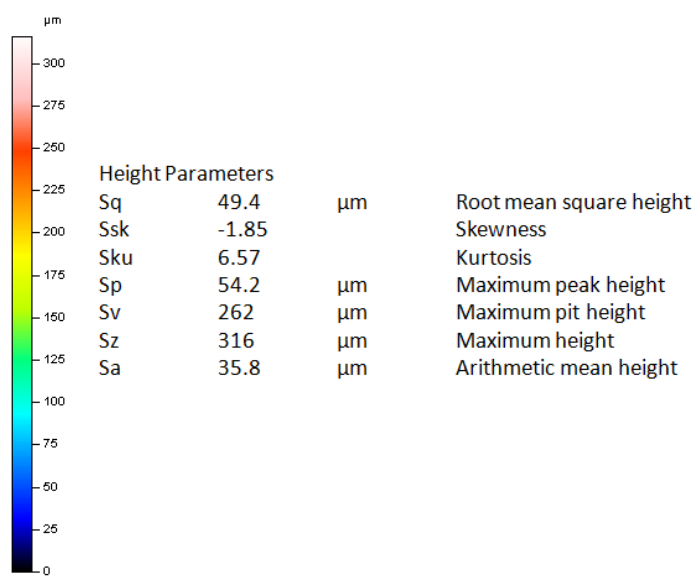 µm
300
275
250
225
200
175
150
125
100
75
50
25
0
Height Parameters
Sq 49.4 µm Root mean square height
Ssk -1.85 Skewness
Sku 6.57 Kurtosis
Sp 54.2 µm Maximum peak height
Sv 262 µm Maximum pit height
Sz 316 µm Maximum height
Sa 35.8 µm Arithmetic mean height